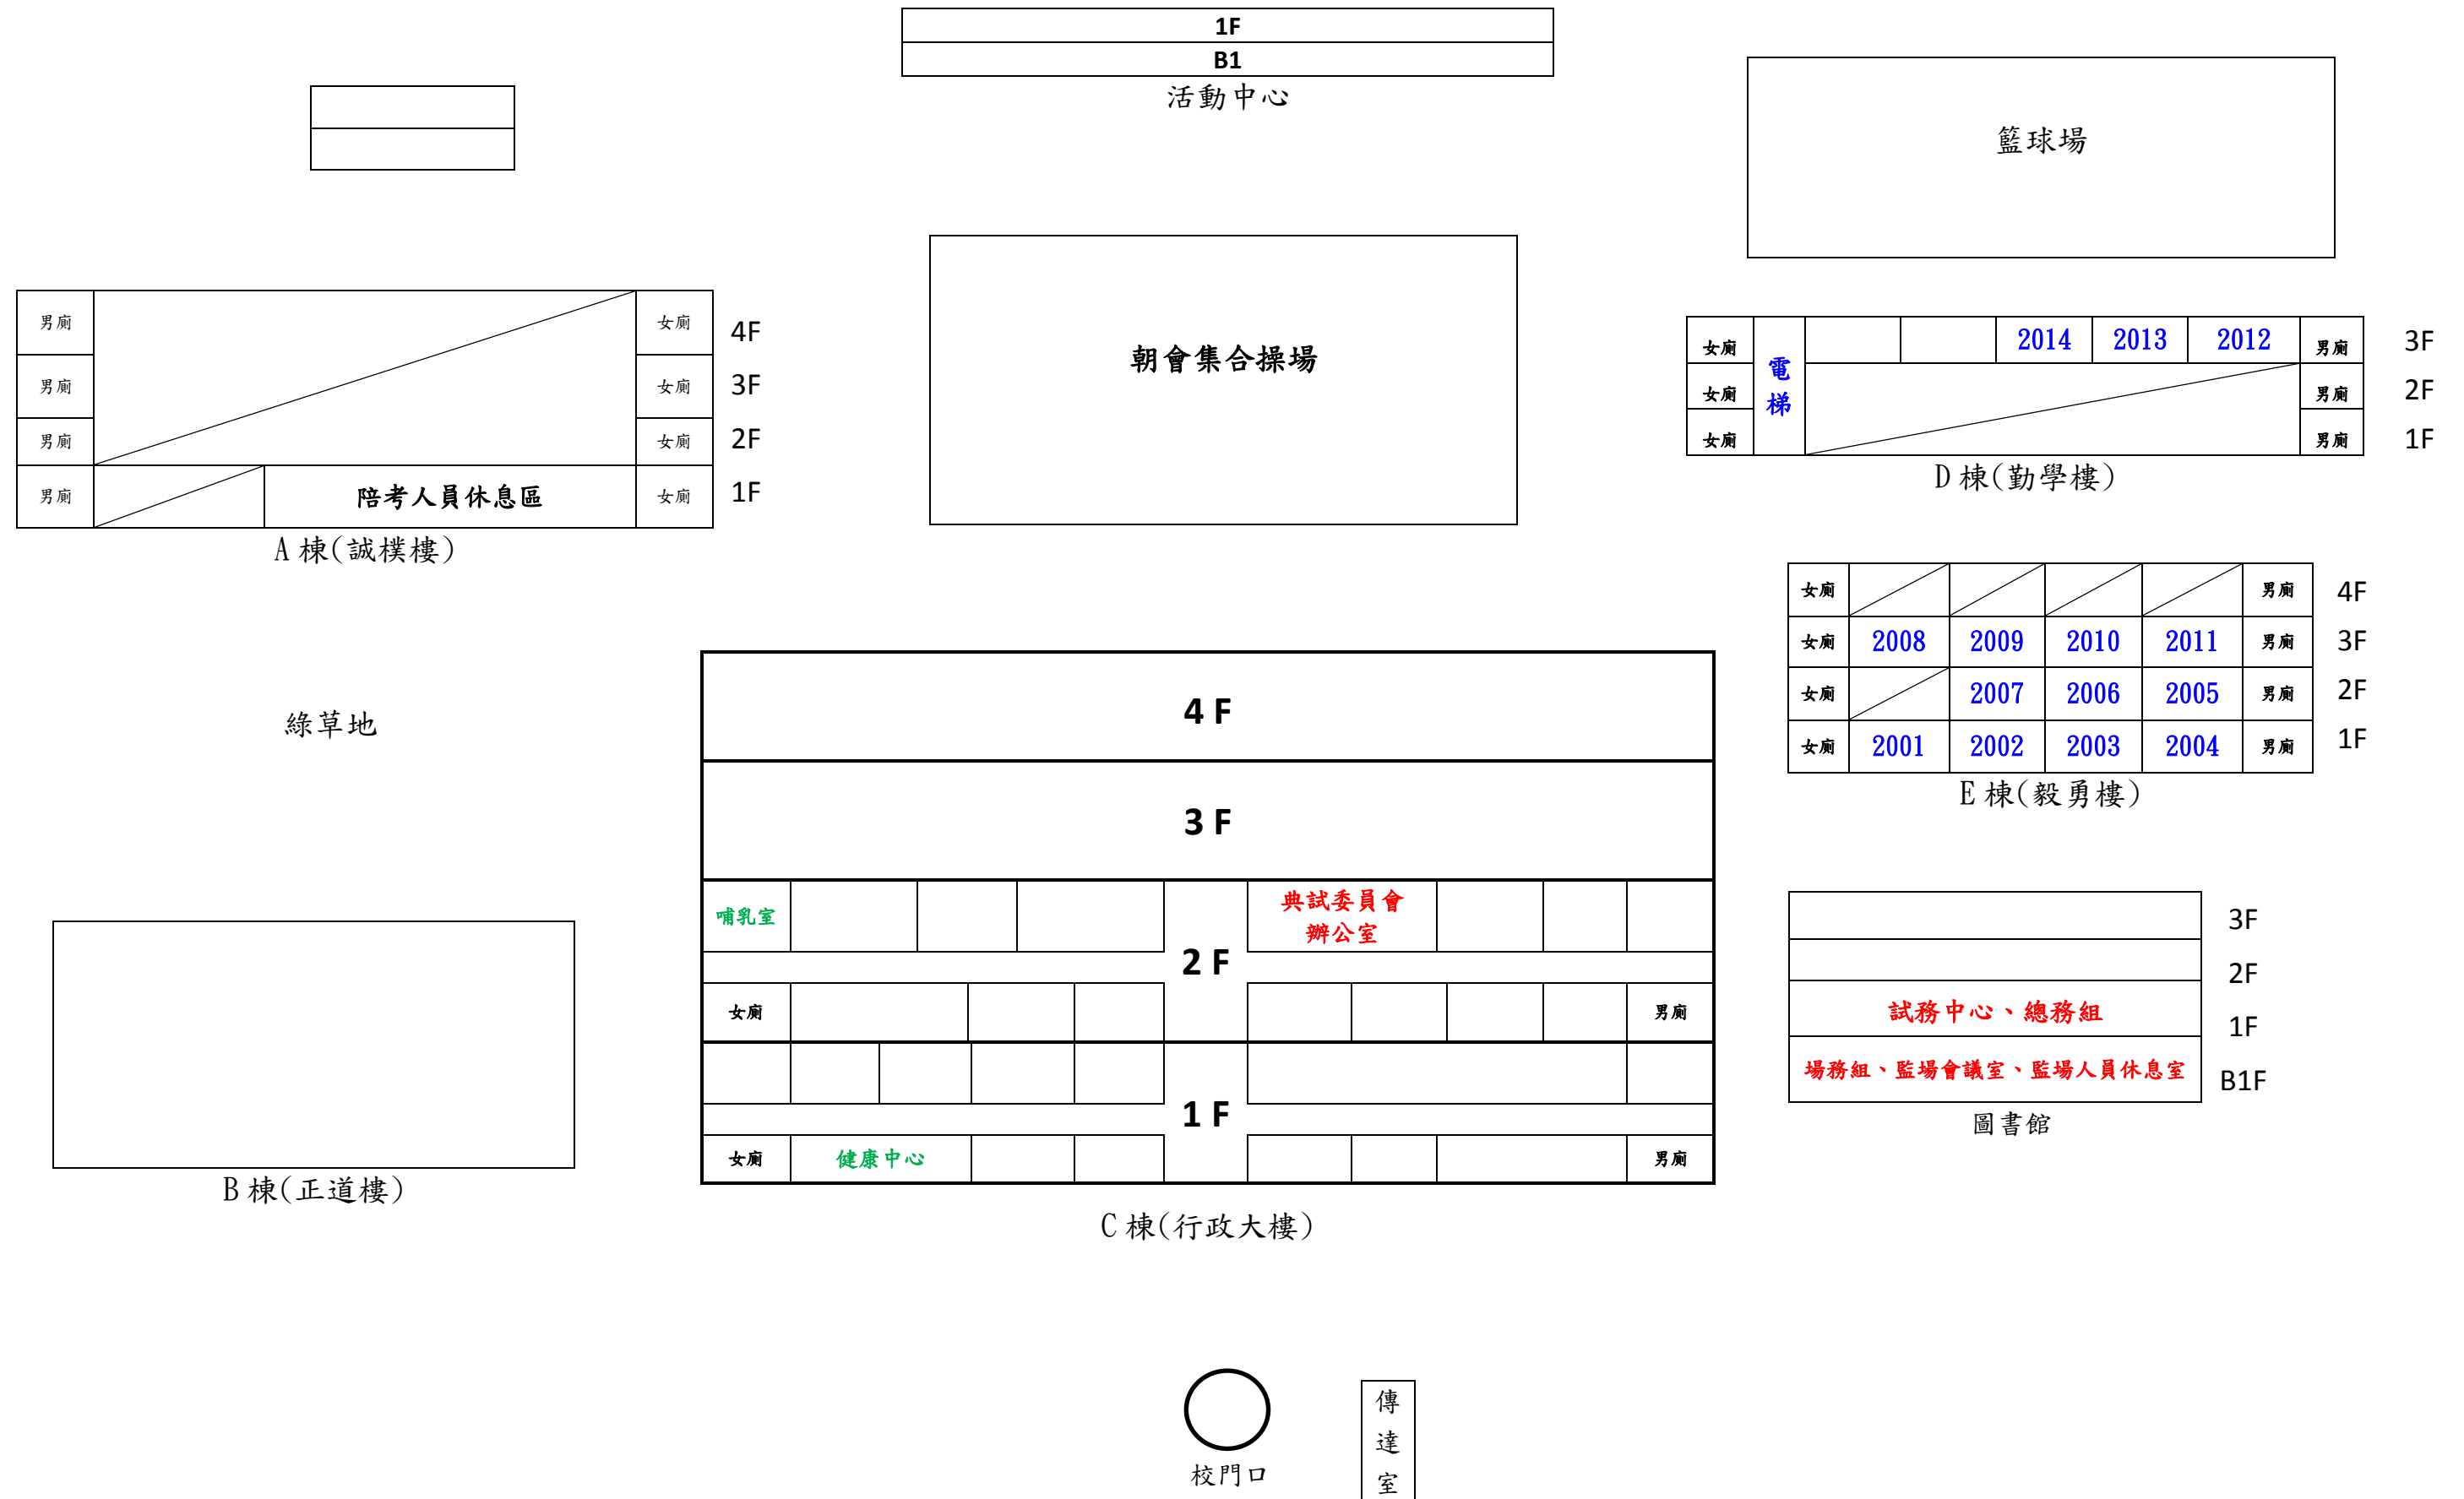 1F
B1
活動中心
籃球場
朝會集合操場
男廁
女廁
4F
男廁
女廁
3F
男廁
女廁
2F
男廁
陪考人員休息區
女廁
1F
A 棟(誠樸樓)
女廁
電梯
2014
2013
2012
男廁
3F
女廁
男廁
2F
女廁
男廁
1F
D 棟(勤學樓)
女廁
男廁
4F
女廁
2008
2009
2010
2011
男廁
3F
女廁
2007
2006
2005
男廁
2F
女廁
2001
2002
2003
2004
男廁
1F
E 棟(毅勇樓)
綠草地
4 F
3 F
哺乳室
典試委員會
辦公室
2 F
女廁
男廁
1 F
女廁
健康中心
男廁
C 棟(行政大樓)
3F
2F
試務中心、總務組
1F
場務組、監場會議室、監場人員休息室
B1F
圖書館
B 棟(正道樓)
校門口
傳達室